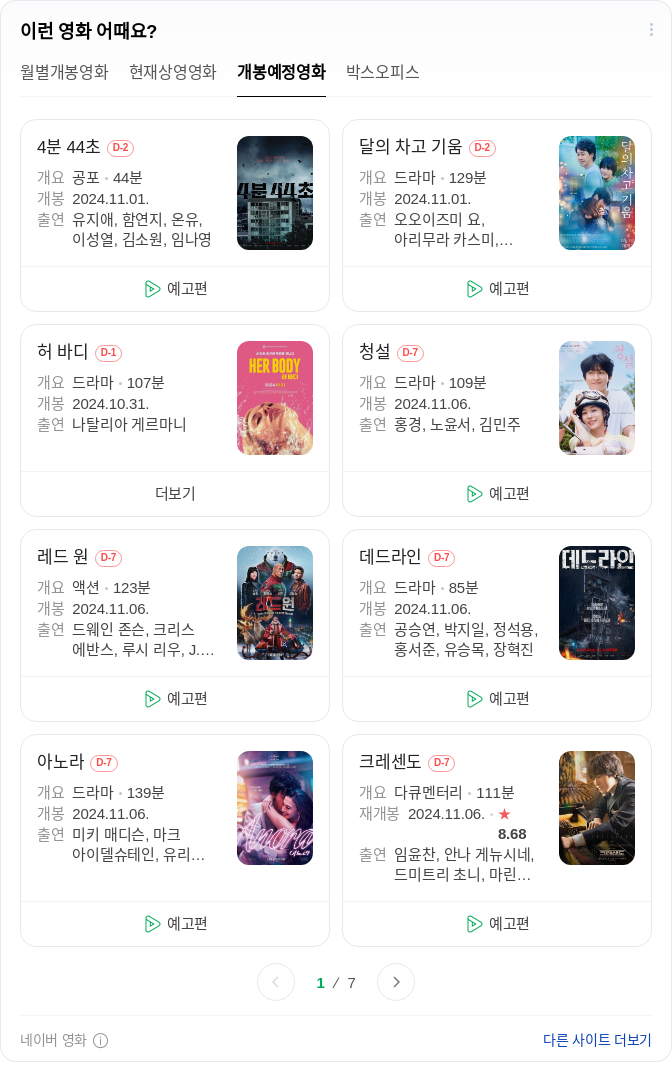 이런 영화 어때요?
월별개봉영화 현재상영영화 개봉예정영화 박스오피스
4분 44초 D-2
개요 공포 · 44분
개봉 2024.11.01.
출연 유지애, 함연지, 온유,
이성열, 김소원, 임나영
4분 44초
예고편
달의 차고 기움 D-2
개요 드라마 · 129분
개봉 2024.11.01.
출연 오오이즈미 요,
아리무라 카스미,...
달의 차고 기움
예고편
허 바디 D-1
개요 드라마 · 107분
개봉 2024.10.31.
출연 나탈리아 게르마니
HER BODY
허 바디
2024.10.31
더보기
청설 D-7
개요 드라마 · 109분
개봉 2024.11.06.
출연 홍경, 노윤서, 김민주
청설
예고편
레드 원 D-7
개요 액션 · 123분
개봉 2024.11.06.
출연 드웨인 존슨, 크리스
에반스, 루시 리우, J....
레드 원
예고편
데드라인 D-7
개요 드라마 · 85분
개봉 2024.11.06.
출연 공승연, 박지일, 정석용,
홍서준, 유승목, 장혁진
데드라인
예고편
아노라 D-7
개요 드라마 · 139분
개봉 2024.11.06.
출연 미키 매디슨, 마크
아이델슈테인, 유리...
Anora
아노라
예고편
크레센도 D-7
개요 다큐멘터리 · 111분
재개봉 2024.11.06. · ★
8.68
출연 임윤찬, 안나 게뉴시네,
드미트리 초니, 마린...
크레센도
예고편
1 / 7
네이버 영화
다른 사이트 더보기